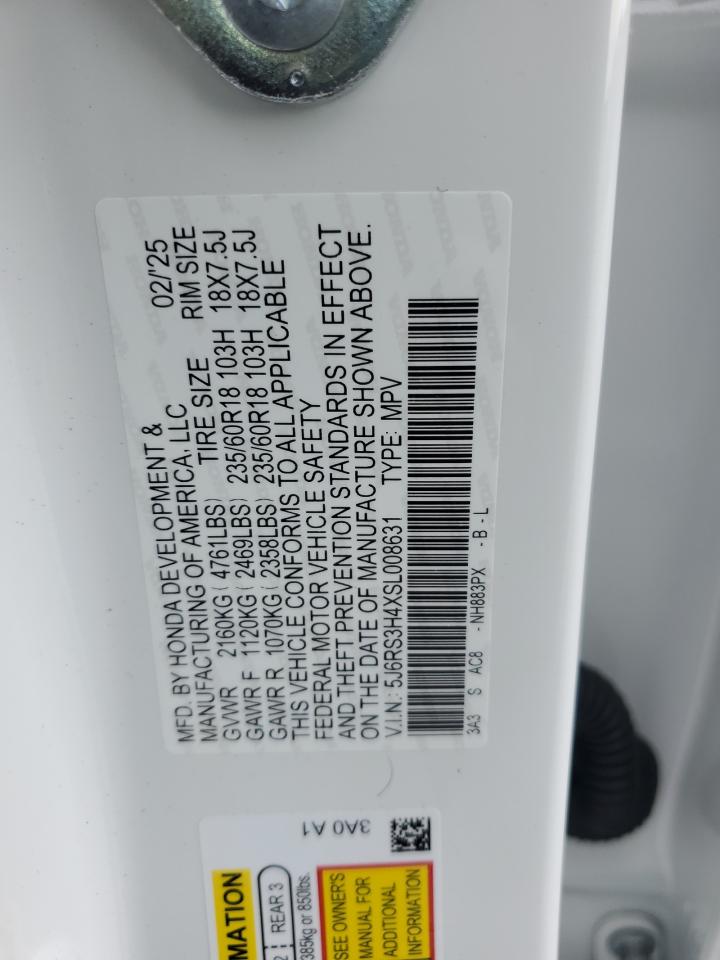 MFD. BY HONDA DEVELOPMENT & 02/'25
MANUFACTURING OF AMERICA, LLC
TIRE SIZE RIM SIZE
GVWR 2160KG ( 4761LBS)
GAWR F 1120KG ( 2469LBS) 235/60R18 103H 18X7.5J
GAWR R 1070KG ( 2358LBS) 235/60R18 103H 18X7.5J
THIS VEHICLE CONFORMS TO ALL APPLICABLE
FEDERAL MOTOR VEHICLE SAFETY
AND THEFT PREVENTION STANDARDS IN EFFECT
ON THE DATE OF MANUFACTURE SHOWN ABOVE.
V.I.N.: 5J6RS3H4XSL008631 TYPE: MPV
3A3 S AC8 - NH883PX - B - L
3A0 A1
MATION
2 REAR 3
385kg or 850lbs.
SEE OWNER'S
MANUAL FOR
ADDITIONAL
INFORMATION